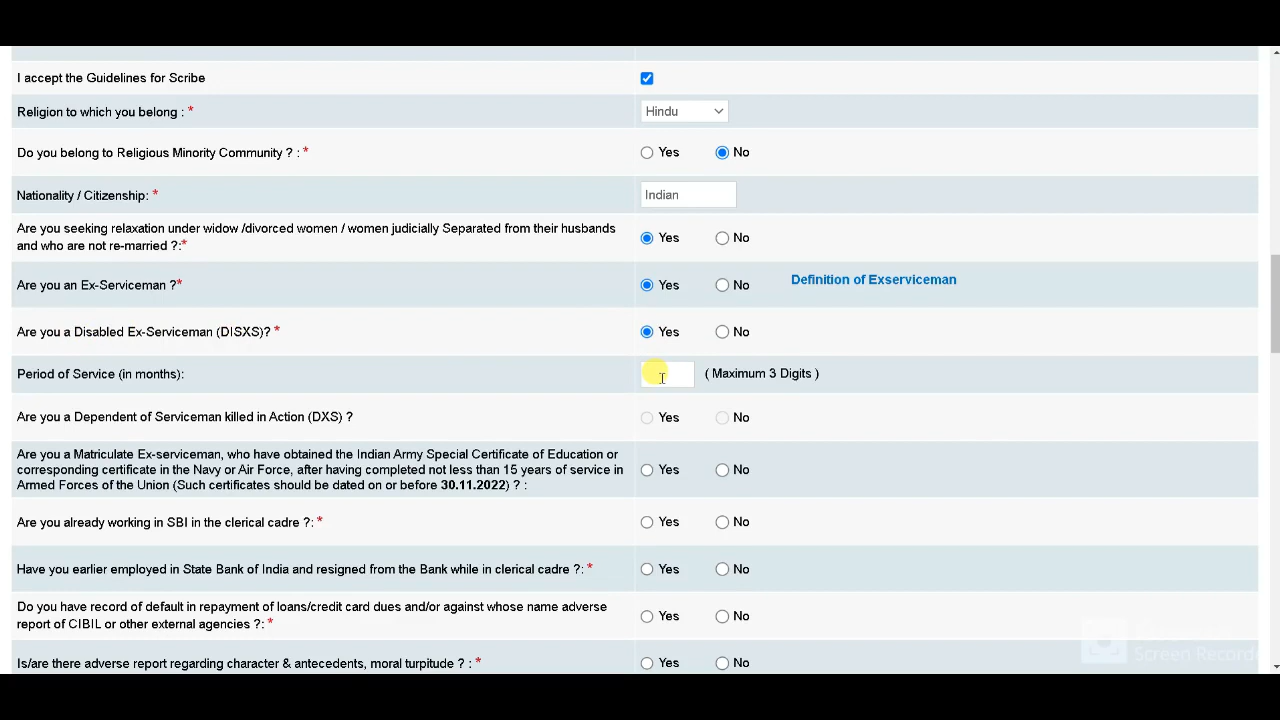 I accept the Guidelines for Scribe
Religion to which you belong : * Hindu
Do you belong to Religious Minority Community ? : * Yes No
Nationality / Citizenship: * Indian
Are you seeking relaxation under widow /divorced women / women judicially Separated from their husbands
and who are not re-married ?:* Yes No
Are you an Ex-Serviceman ?* Yes No Definition of Exserviceman
Are you a Disabled Ex-Serviceman (DISXS)? * Yes No
Period of Service (in months): ( Maximum 3 Digits )
Are you a Dependent of Serviceman killed in Action (DXS) ? Yes No
Are you a Matriculate Ex-serviceman, who have obtained the Indian Army Special Certificate of Education or
corresponding certificate in the Navy or Air Force, after having completed not less than 15 years of service in
Armed Forces of the Union (Such certificates should be dated on or before 30.11.2022) ? : Yes No
Are you already working in SBI in the clerical cadre ?: * Yes No
Have you earlier employed in State Bank of India and resigned from the Bank while in clerical cadre ?: * Yes No
Do you have record of default in repayment of loans/credit card dues and/or against whose name adverse
report of CIBIL or other external agencies ?: * Yes No
Is/are there adverse report regarding character & antecedents, moral turpitude ? : * Yes No
Screen Recorde